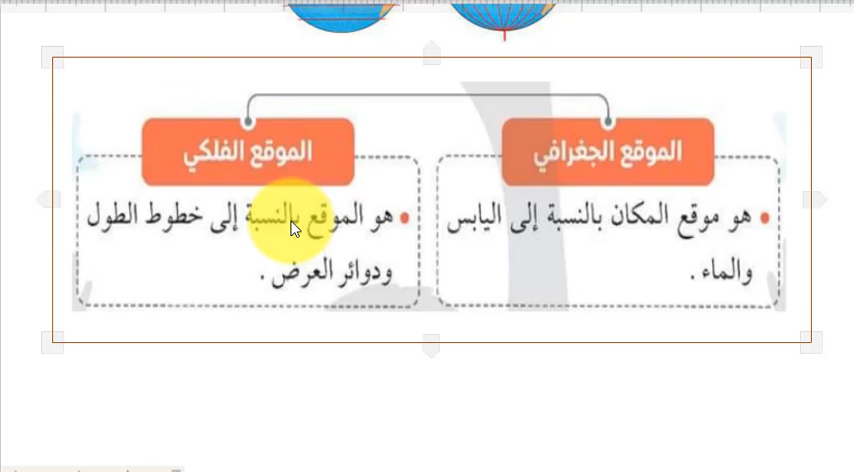 الموقع الجغرافي
هو موقع المكان بالنسبة إلى اليابس
والماء .
الموقع الفلكي
هو الموقع بالنسبة إلى خطوط الطول
ودوائر العرض .